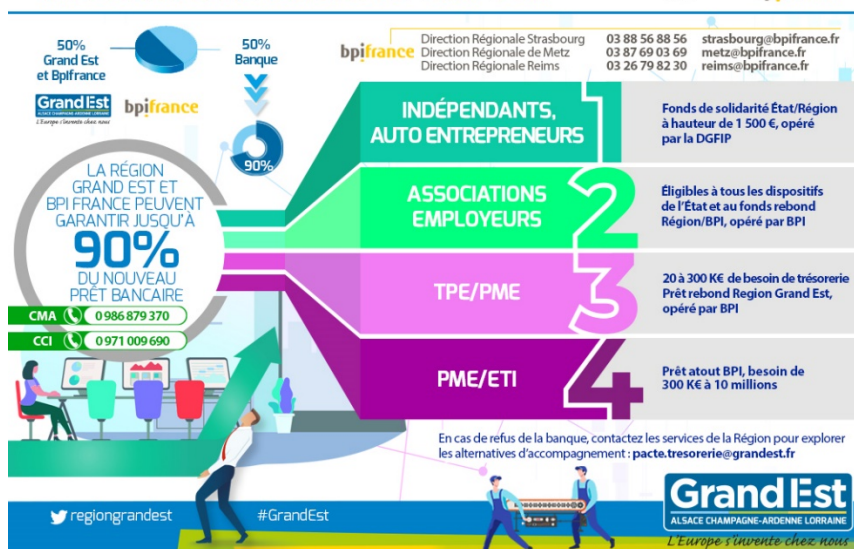 50%
Grand Est
et Bpifrance
50%
Banque
GrandEst
ALSACE CHAMPAGNE-ARDENNE LORRAINE
L'Europe s'invente chez nous
bpifrance
90%
bpifrance
Direction Régionale Strasbourg 03 88 56 88 56 strasbourg@bpifrance.fr
Direction Régionale de Metz 03 87 69 03 69 metz@bpifrance.fr
Direction Régionale Reims 03 26 79 82 30 reims@bpifrance.fr
LA RÉGION
GRAND EST ET
BPI FRANCE PEUVENT
GARANTIR JUSQU'À
90%
DU NOUVEAU
PRÊT BANCAIRE
CMA 0 986 879 370
CCI 0 971 009 690
INDÉPENDANTS,
AUTO ENTREPRENEURS
1
Fonds de solidarité État/Région
à hauteur de 1 500 €, opéré
par la DGFIP
ASSOCIATIONS
EMPLOYEURS
2
Éligibles à tous les dispositifs
de l'État et au fonds rebond
Région/BPI, opéré par BPI
TPE/PME
3
20 à 300 K€ de besoin de trésorerie
Prêt rebond Region Grand Est,
opéré par BPI
PME/ETI
4
Prêt atout BPI, besoin de
300 K€ à 10 millions
En cas de refus de la banque, contactez les services de la Région pour explorer
les alternatives d'accompagnement : pacte.tresorerie@grandest.fr
regiongrandest
#GrandEst
GrandEst
ALSACE CHAMPAGNE-ARDENNE LORRAINE
L'Europe s'invente chez nous